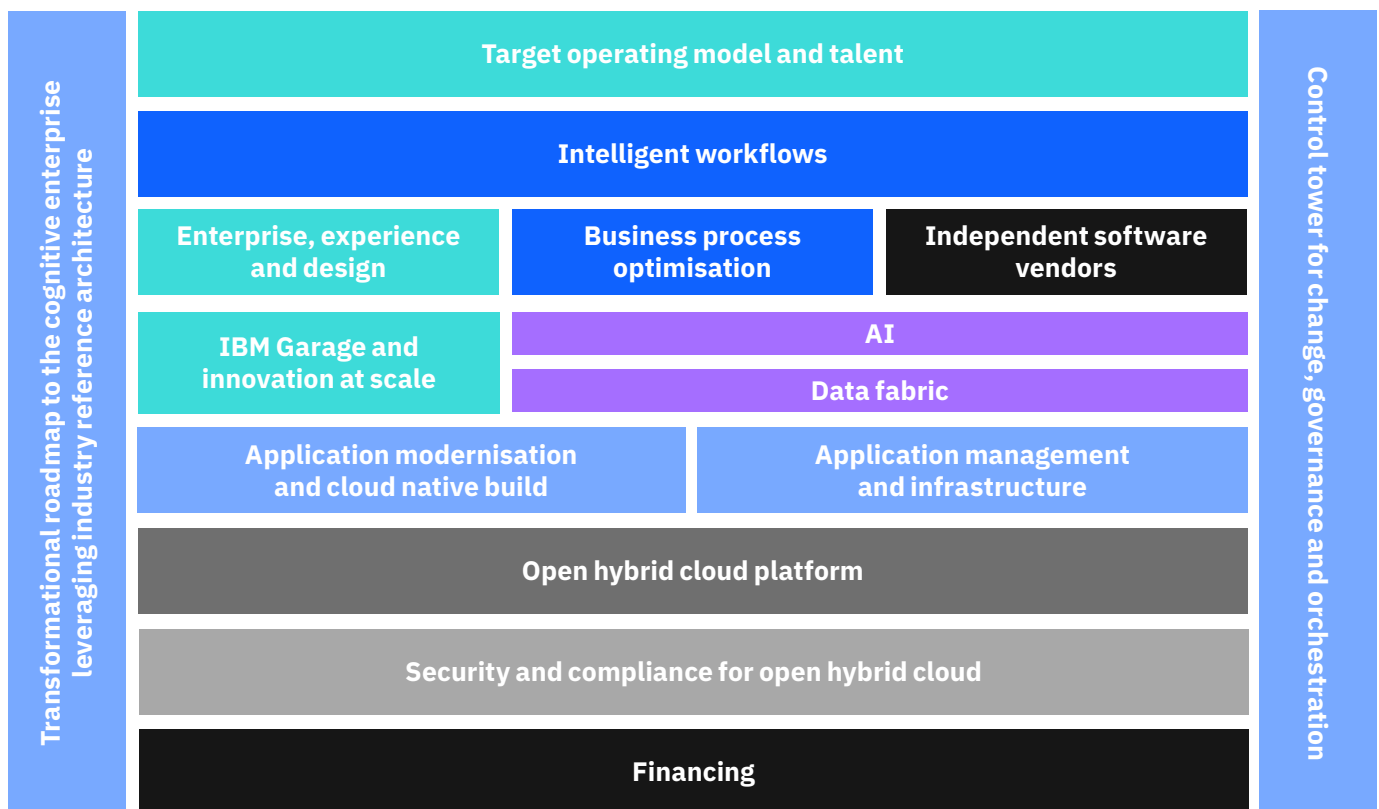 Transformational roadmap to the cognitive enterprise
leveraging industry reference architecture
Target operating model and talent
Intelligent workflows
Enterprise, experience
and design
Business process
optimisation
Independent software
vendors
IBM Garage and
innovation at scale
AI
Data fabric
Application modernisation
and cloud native build
Application management
and infrastructure
Open hybrid cloud platform
Security and compliance for open hybrid cloud
Financing
Control tower for change, governance and orchestration